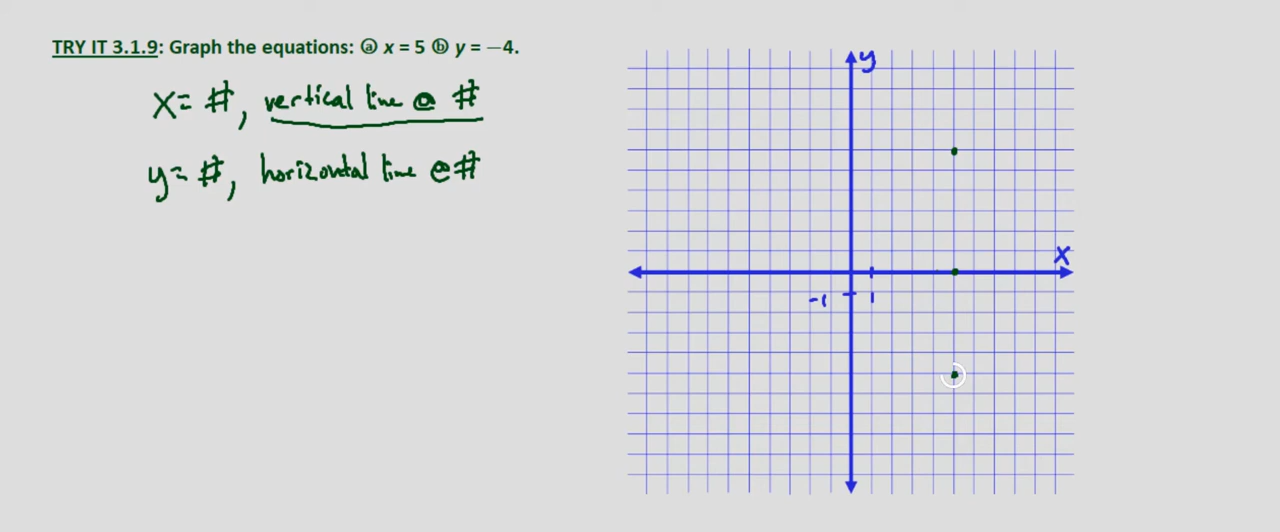 TRY IT 3.1.9: Graph the equations: ⓐ x = 5 ⓑ y = −4.
x = #, vertical line @ #
y = #, horizontal line @ #
y
x
-1
1